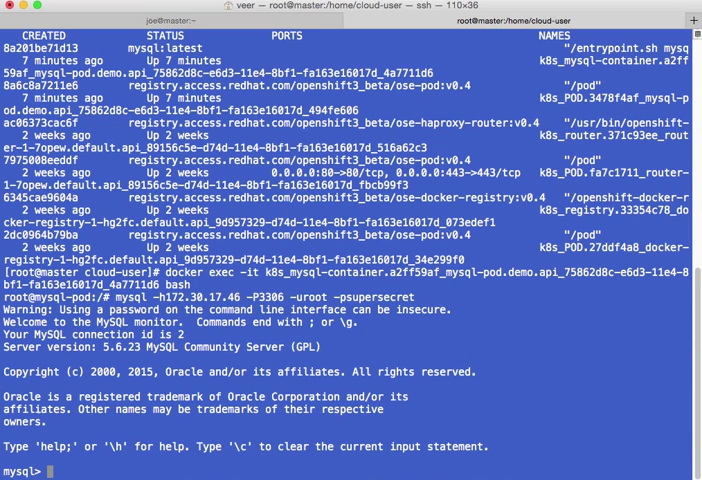 veer — root@master:/home/cloud-user — ssh — 110×36
joe@master:~
root@master:/home/cloud-user
+
CREATED STATUS PORTS NAMES
8a201be71d13 mysql:latest "/entrypoint.sh mysq
7 minutes ago Up 7 minutes k8s_mysql-container.a2ff
59af_mysql-pod.demo.api_75862d8c-e6d3-11e4-8bf1-fa163e16017d_4a7711d6
8a6c8a7211e6 registry.access.redhat.com/openshift3_beta/ose-pod:v0.4 "/pod"
7 minutes ago Up 7 minutes k8s_POD.3478f4af_mysql-p
od.demo.api_75862d8c-e6d3-11e4-8bf1-fa163e16017d_494fe606
ac06373cac6f registry.access.redhat.com/openshift3_beta/ose-haproxy-router:v0.4 "/usr/bin/openshift-
2 weeks ago Up 2 weeks k8s_router.371c93ee_rout
er-1-7opew.default.api_89156c5e-d74d-11e4-8bf1-fa163e16017d_516a62c3
7975008eeddf registry.access.redhat.com/openshift3_beta/ose-pod:v0.4 "/pod"
2 weeks ago Up 2 weeks 0.0.0.0:80->80/tcp, 0.0.0.0:443->443/tcp k8s_POD.fa7c1711_router-
1-7opew.default.api_89156c5e-d74d-11e4-8bf1-fa163e16017d_fbcb99f3
6345cae9604a registry.access.redhat.com/openshift3_beta/ose-docker-registry:v0.4 "/openshift-docker-r
2 weeks ago Up 2 weeks k8s_registry.33354c78_do
cker-registry-1-hg2fc.default.api_9d957329-d74d-11e4-8bf1-fa163e16017d_073edef1
2dc0964b79ba registry.access.redhat.com/openshift3_beta/ose-pod:v0.4 "/pod"
2 weeks ago Up 2 weeks k8s_POD.27ddf4a8_docker-
registry-1-hg2fc.default.api_9d957329-d74d-11e4-8bf1-fa163e16017d_34e299f0
[root@master cloud-user]# docker exec -it k8s_mysql-container.a2ff59af_mysql-pod.demo.api_75862d8c-e6d3-11e4-8
bf1-fa163e16017d_4a7711d6 bash
root@mysql-pod:/# mysql -h172.30.17.46 -P3306 -uroot -psupersecret
Warning: Using a password on the command line interface can be insecure.
Welcome to the MySQL monitor. Commands end with ; or \g.
Your MySQL connection id is 2
Server version: 5.6.23 MySQL Community Server (GPL)
Copyright (c) 2000, 2015, Oracle and/or its affiliates. All rights reserved.
Oracle is a registered trademark of Oracle Corporation and/or its
affiliates. Other names may be trademarks of their respective
owners.
Type 'help;' or '\h' for help. Type '\c' to clear the current input statement.
mysql>